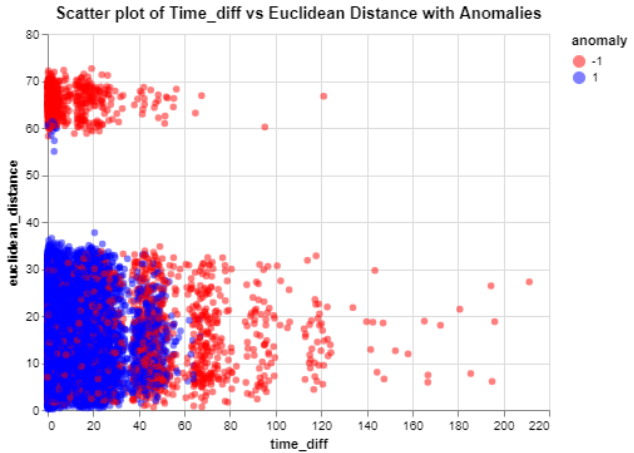 Scatter plot of Time_diff vs Euclidean Distance with Anomalies
anomaly
-1
1
80
70
60
50
40
30
20
10
0
euclidean_distance
0 20 40 60 80 100 120 140 160 180 200 220
time_diff